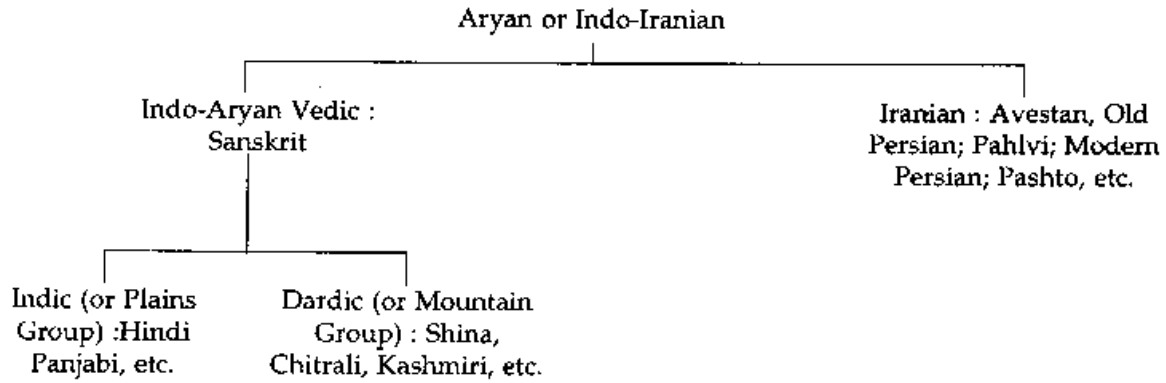 Aryan or Indo-Iranian
Indo-Aryan Vedic :
Sanskrit
Iranian : Avestan, Old
Persian; Pahlvi; Modern
Persian; Pashto, etc.
Indic (or Plains
Group) :Hindi
Panjabi, etc.
Dardic (or Mountain
Group) : Shina,
Chitrali, Kashmiri, etc.